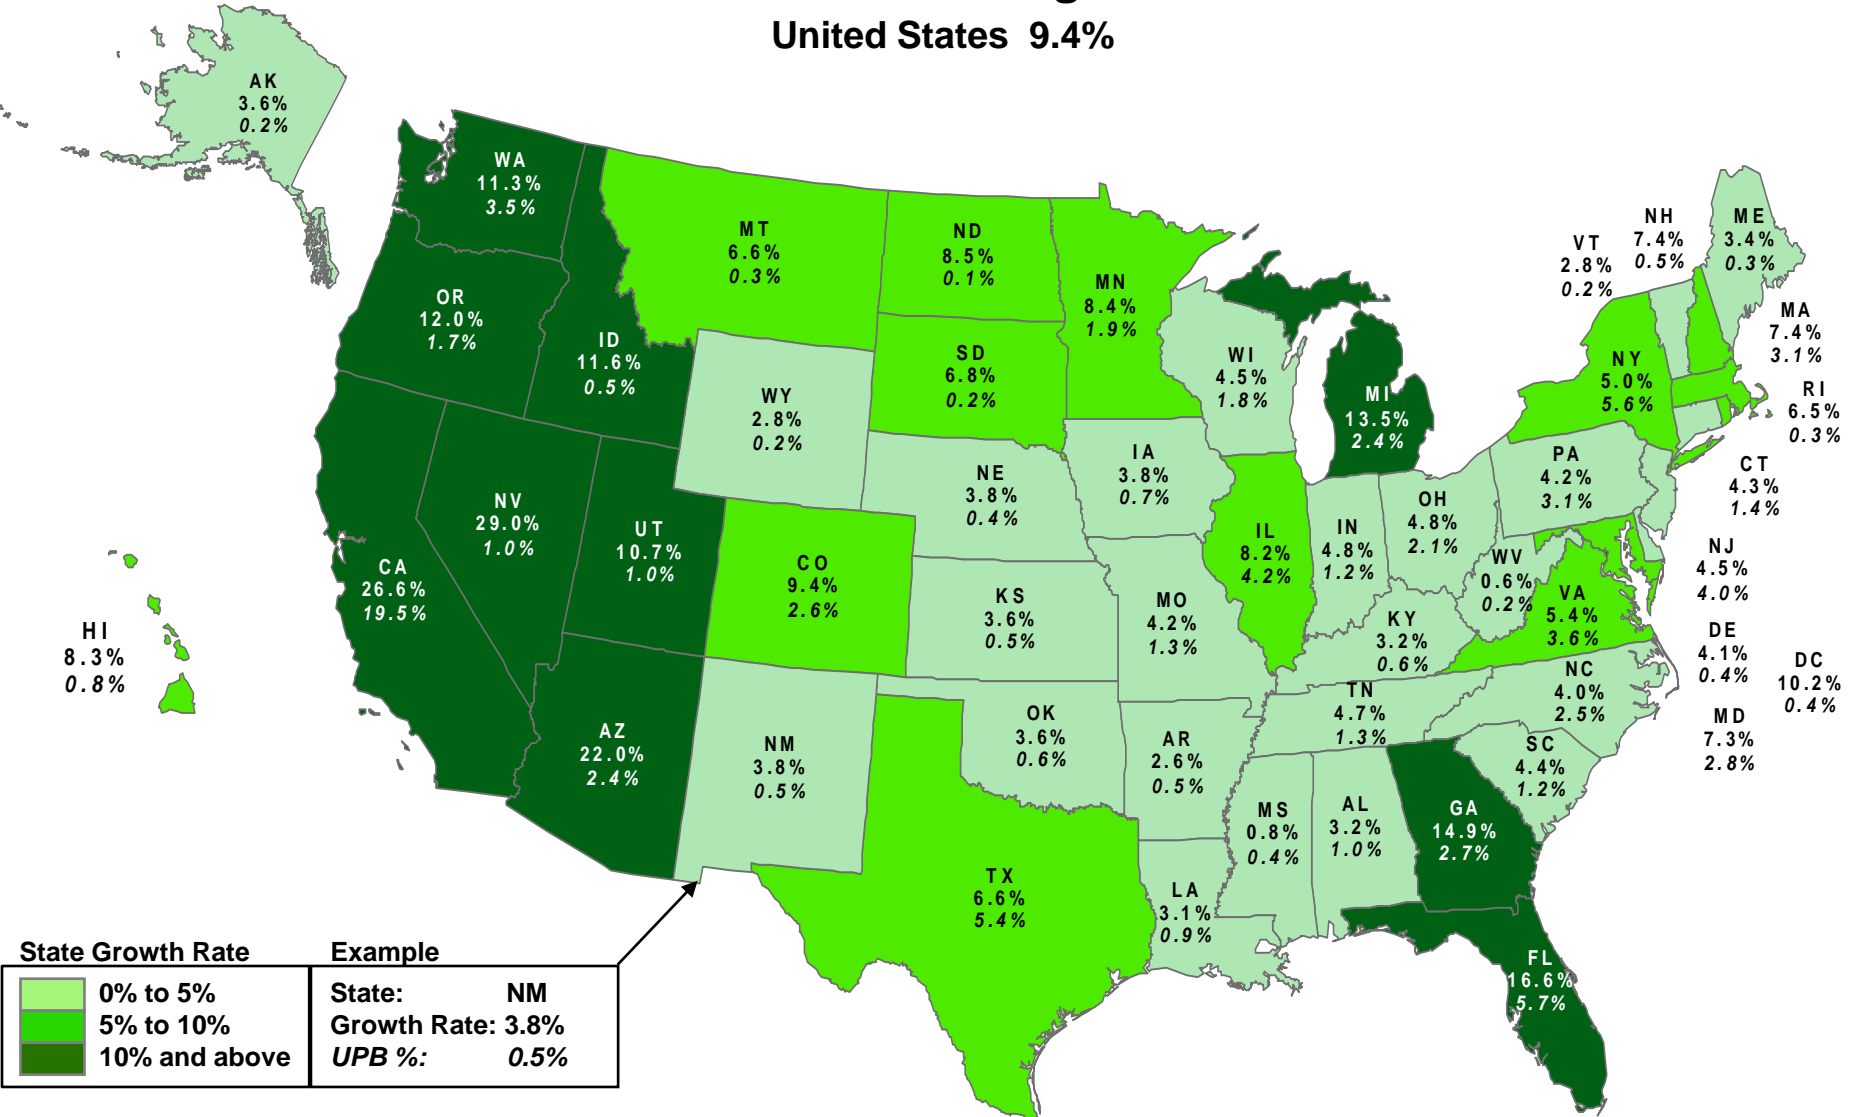 United States 9.4%
AK
3.6%
0.2%
WA
11.3%
3.5%
MT
6.6%
0.3%
ND
8.5%
0.1%
MN
8.4%
1.9%
OR
12.0%
1.7%
ID
11.6%
0.5%
SD
6.8%
0.2%
WI
4.5%
1.8%
WY
2.8%
0.2%
MI
13.5%
2.4%
VT
2.8%
0.2%
NH
7.4%
0.5%
ME
3.4%
0.3%
MA
7.4%
3.1%
NY
5.0%
5.6%
RI
6.5%
0.3%
CT
4.3%
1.4%
PA
4.2%
3.1%
NJ
4.5%
4.0%
NE
3.8%
0.4%
IA
3.8%
0.7%
NV
29.0%
1.0%
UT
10.7%
1.0%
CA
26.6%
19.5%
CO
9.4%
2.6%
IL
8.2%
4.2%
IN
4.8%
1.2%
OH
4.8%
2.1%
WV
0.6%
0.2%
VA
5.4%
3.6%
KS
3.6%
0.5%
MO
4.2%
1.3%
KY
3.2%
0.6%
DE
4.1%
0.4%
DC
10.2%
0.4%
MD
7.3%
2.8%
HI
8.3%
0.8%
NC
4.0%
2.5%
TN
4.7%
1.3%
AZ
22.0%
2.4%
NM
3.8%
0.5%
OK
3.6%
0.6%
AR
2.6%
0.5%
SC
4.4%
1.2%
MS
0.8%
0.4%
AL
3.2%
1.0%
GA
14.9%
2.7%
TX
6.6%
5.4%
LA
3.1%
0.9%
FL
16.6%
5.7%
State Growth Rate
0% to 5%
5% to 10%
10% and above
Example
State: NM
Growth Rate: 3.8%
UPB %: 0.5%